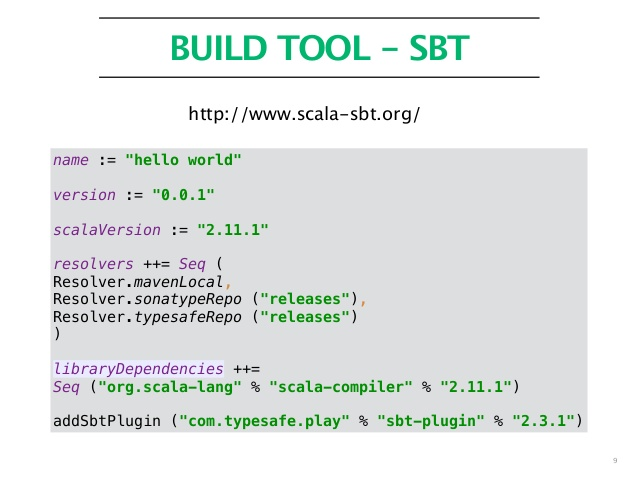 BUILD TOOL – SBT
http://www.scala-sbt.org/
name := "hello world"
version := "0.0.1"
scalaVersion := "2.11.1"
resolvers ++= Seq (
Resolver.mavenLocal,
Resolver.sonatypeRepo ("releases"),
Resolver.typesafeRepo ("releases")
)
libraryDependencies ++=
Seq ("org.scala-lang" % "scala-compiler" % "2.11.1")
addSbtPlugin ("com.typesafe.play" % "sbt-plugin" % "2.3.1")
9